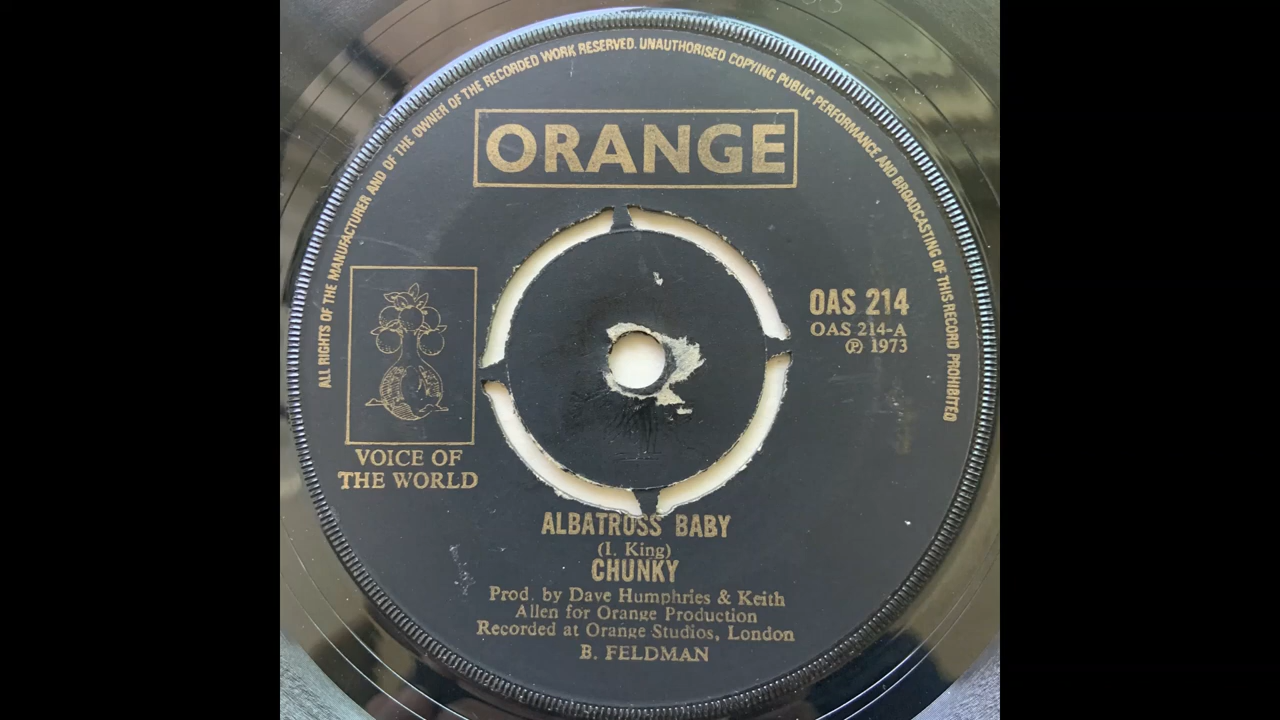 ALL RIGHTS OF THE MANUFACTURER AND OF THE OWNER OF THE RECORDED WORK RESERVED. UNAUTHORISED COPYING PUBLIC PERFORMANCE AND BROADCASTING OF THIS RECORD PROHIBITED
ORANGE
OAS 214
OAS 214-A
Ⓟ 1973
VOICE OF
THE WORLD
ALBATROSS BABY
(I. King)
CHUNKY
Prod. by Dave Humphries & Keith
Allen for Orange Production
Recorded at Orange Studios, London
B. FELDMAN